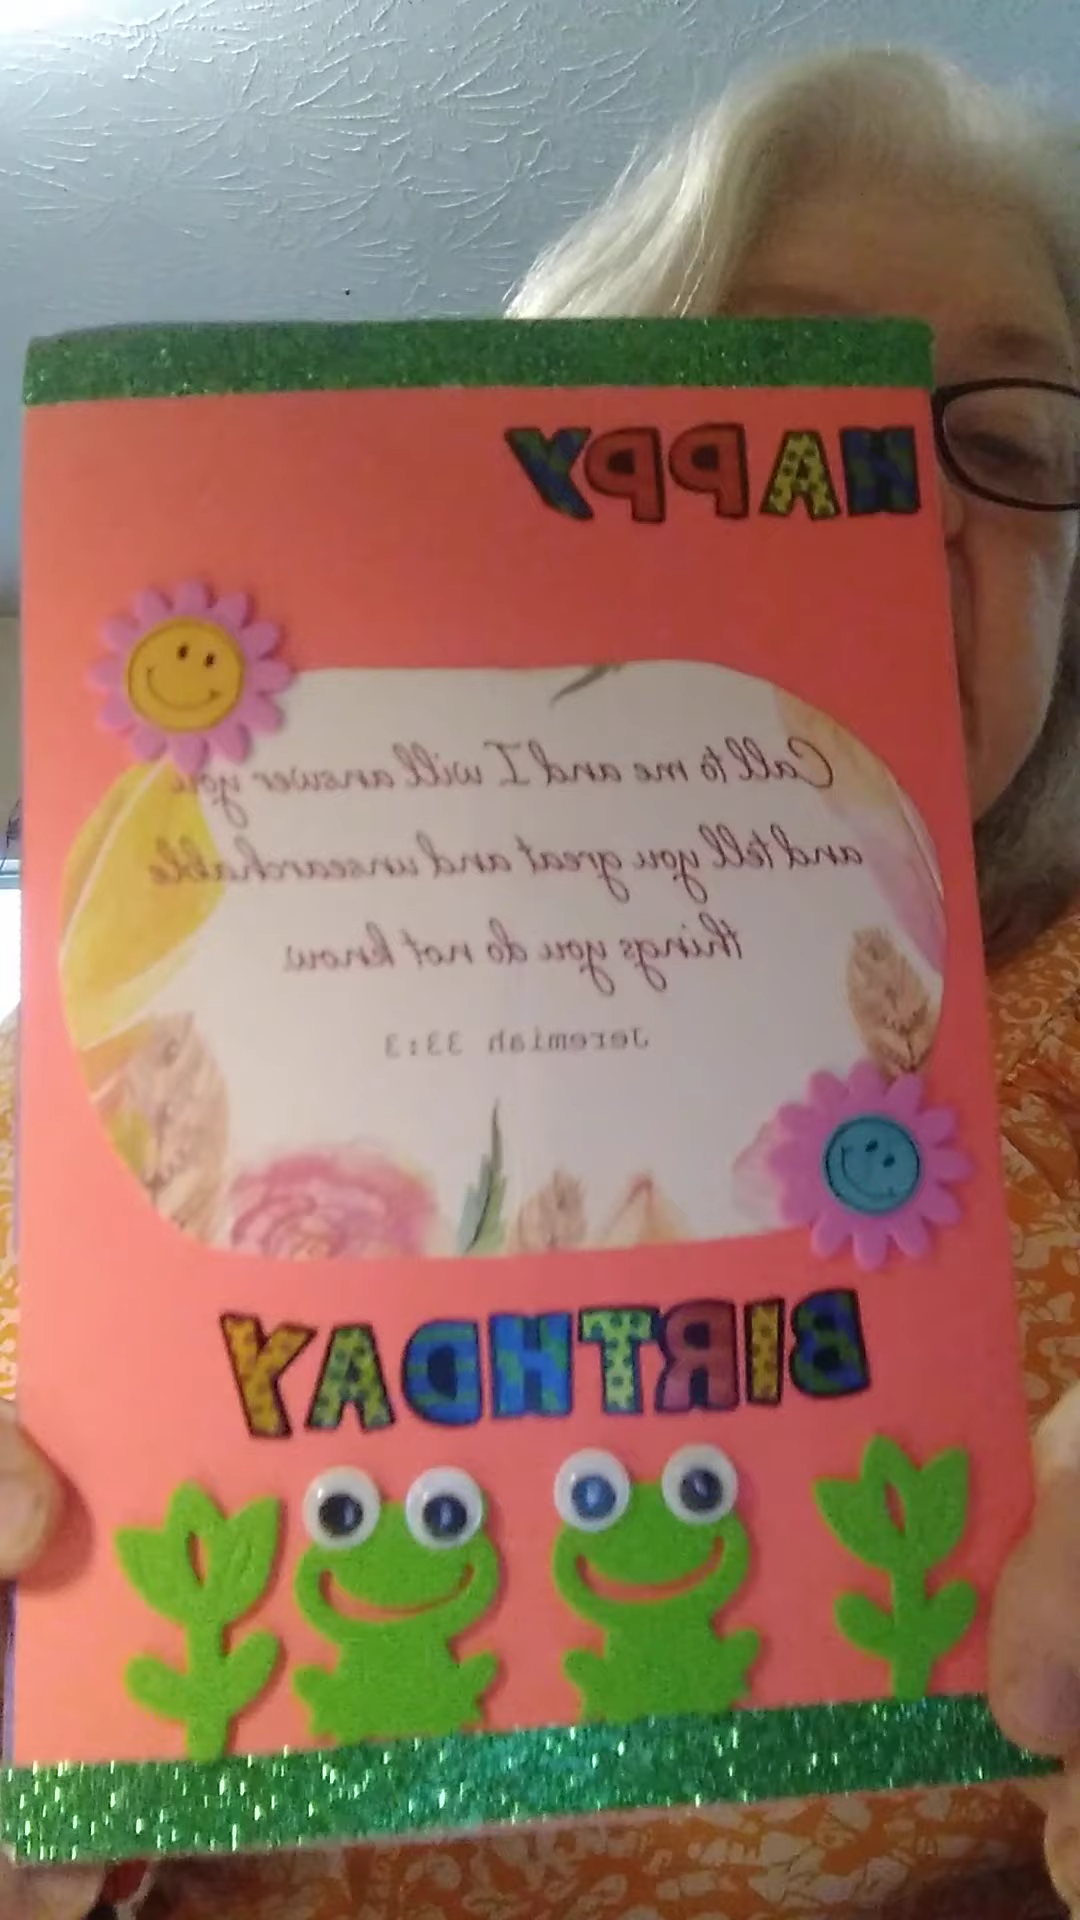 HAPPY
Call to me and I will answer you
and tell you great and unsearchable
things you do not know
Jeremiah 33:3
BIRTHDAY